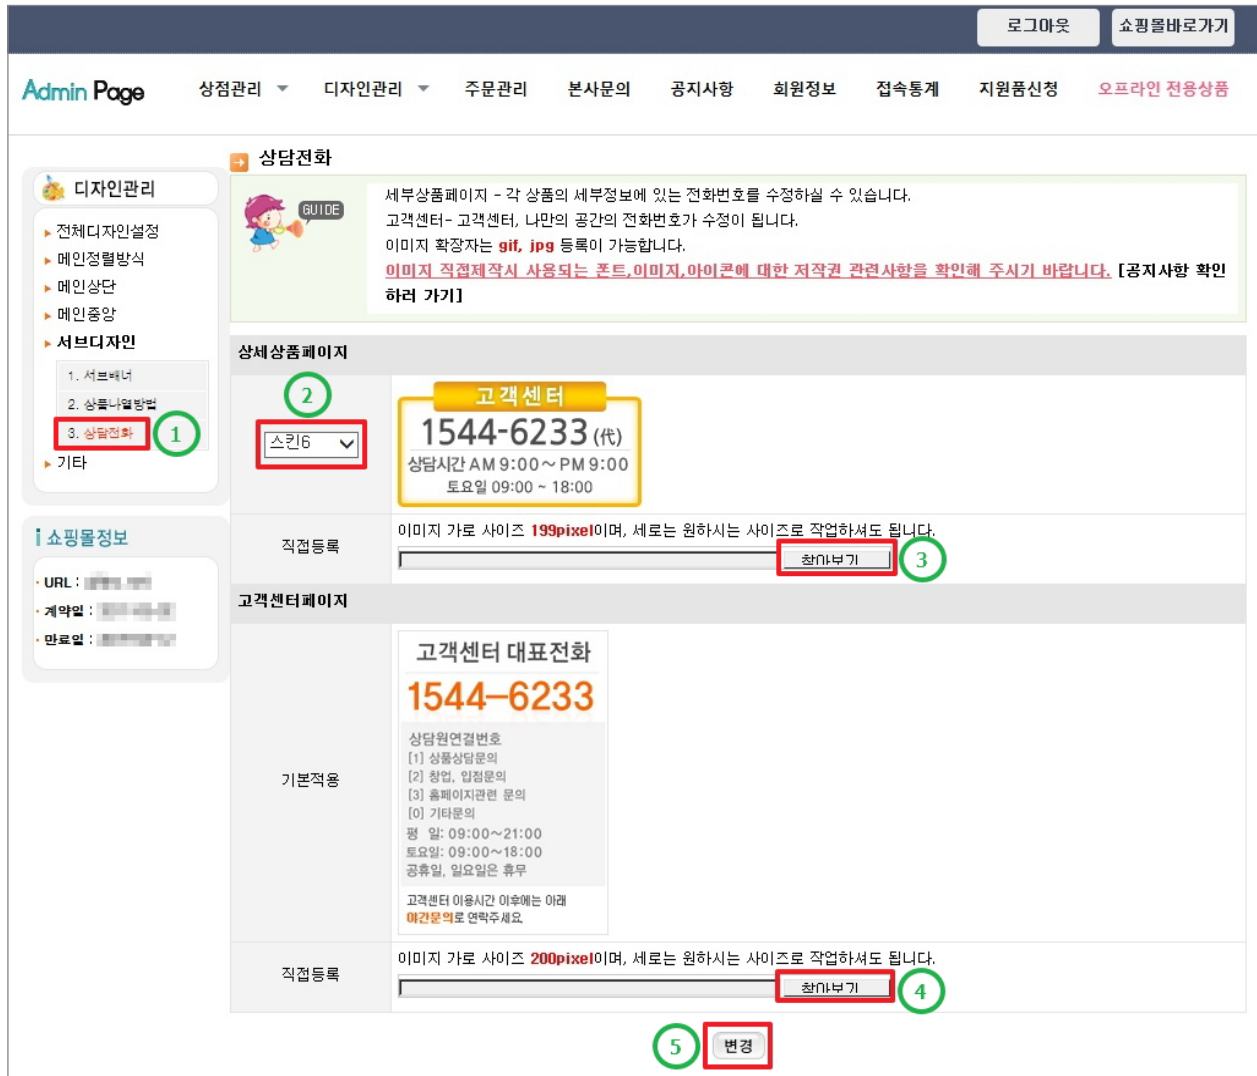 로그아웃
쇼핑몰바로가기
Admin Page
상점관리
디자인관리
주문관리
본사문의
공지사항
회원정보
접속통계
지원품신청
오프라인 전용상품
디자인관리
전체디자인설정
메인정렬방식
메인상단
메인중앙
서브디자인
1. 서브배너
2. 상품나열방법
3. 상담전화
1
기타
쇼핑몰정보
URL :
계약일 :
만료일 :
상담전화
GUIDE
세부상품페이지 - 각 상품의 세부정보에 있는 전화번호를 수정하실 수 있습니다.
고객센터- 고객센터, 나만의 공간의 전화번호가 수정이 됩니다.
이미지 확장자는 gif, jpg 등록이 가능합니다.
이미지 직접제작시 사용되는 폰트,이미지,아이콘에 대한 저작권 관련사항을 확인해 주시기 바랍니다. [공지사항 확인
하러 가기]
상세상품페이지
2
스킨6
고객센터
1544-6233 (代)
상담시간 AM 9:00~ PM 9:00
토요일 09:00 ~ 18:00
직접등록
이미지 가로 사이즈 199pixel이며, 세로는 원하시는 사이즈로 작업하셔도 됩니다.
찾아보기
3
고객센터페이지
기본적용
고객센터 대표전화
1544-6233
상담원연결번호
[1] 상품상담문의
[2] 창업, 입점문의
[3] 홈페이지관련 문의
[0] 기타문의
평 일: 09:00~21:00
토요일: 09:00~18:00
공휴일, 일요일은 휴무
고객센터 이용시간 이후에는 아래
야간문의로 연락주세요
직접등록
이미지 가로 사이즈 200pixel이며, 세로는 원하시는 사이즈로 작업하셔도 됩니다.
찾아보기
4
5
변경